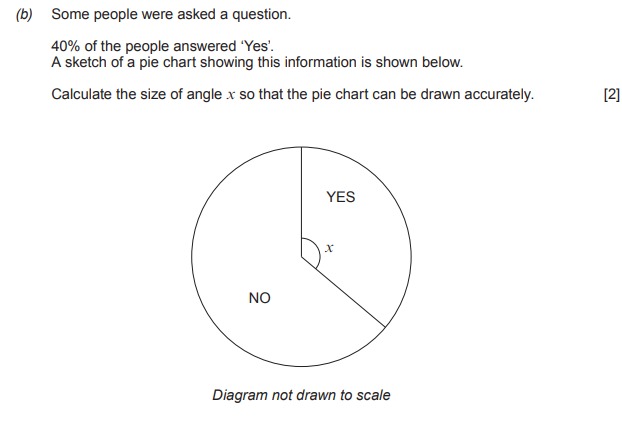 (b) Some people were asked a question.
40% of the people answered ‘Yes’.
A sketch of a pie chart showing this information is shown below.
Calculate the size of angle x so that the pie chart can be drawn accurately. [2]
YES
x
NO
Diagram not drawn to scale